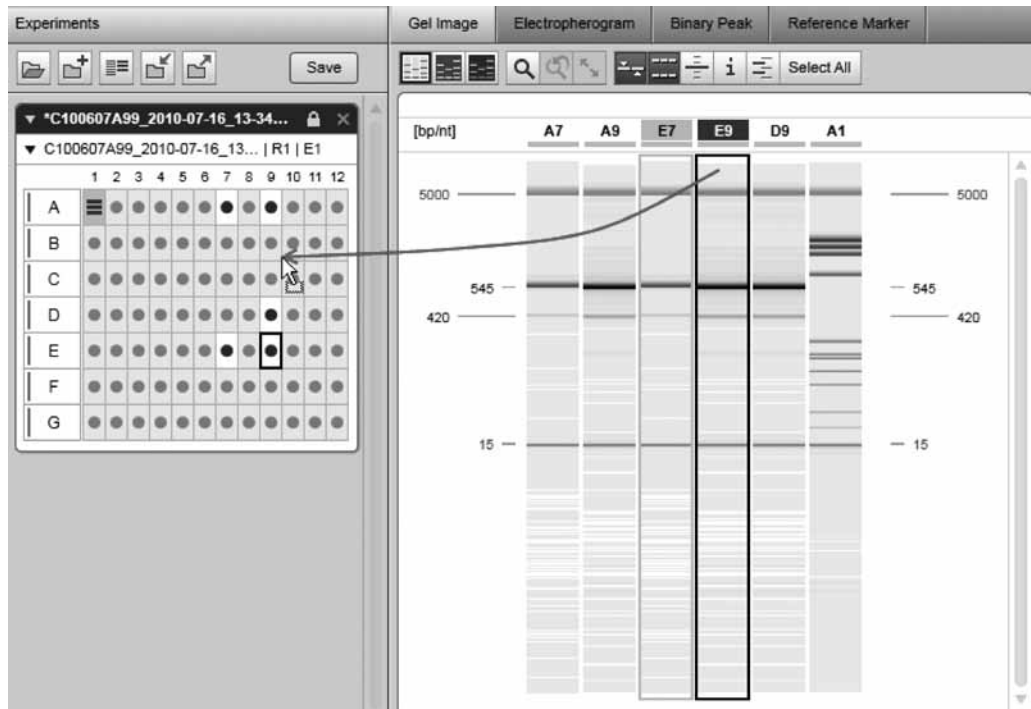 Experiments
Save
*C100607A99_2010-07-16_13-34...
C100607A99_2010-07-16_13... | R1 | E1
1 2 3 4 5 6 7 8 9 10 11 12
A
B
C
D
E
F
G
Gel Image Electropherogram Binary Peak Reference Marker
i Select All
[bp/nt] A7 A9 E7 E9 D9 A1
5000 5000
545 545
420 420
15 15